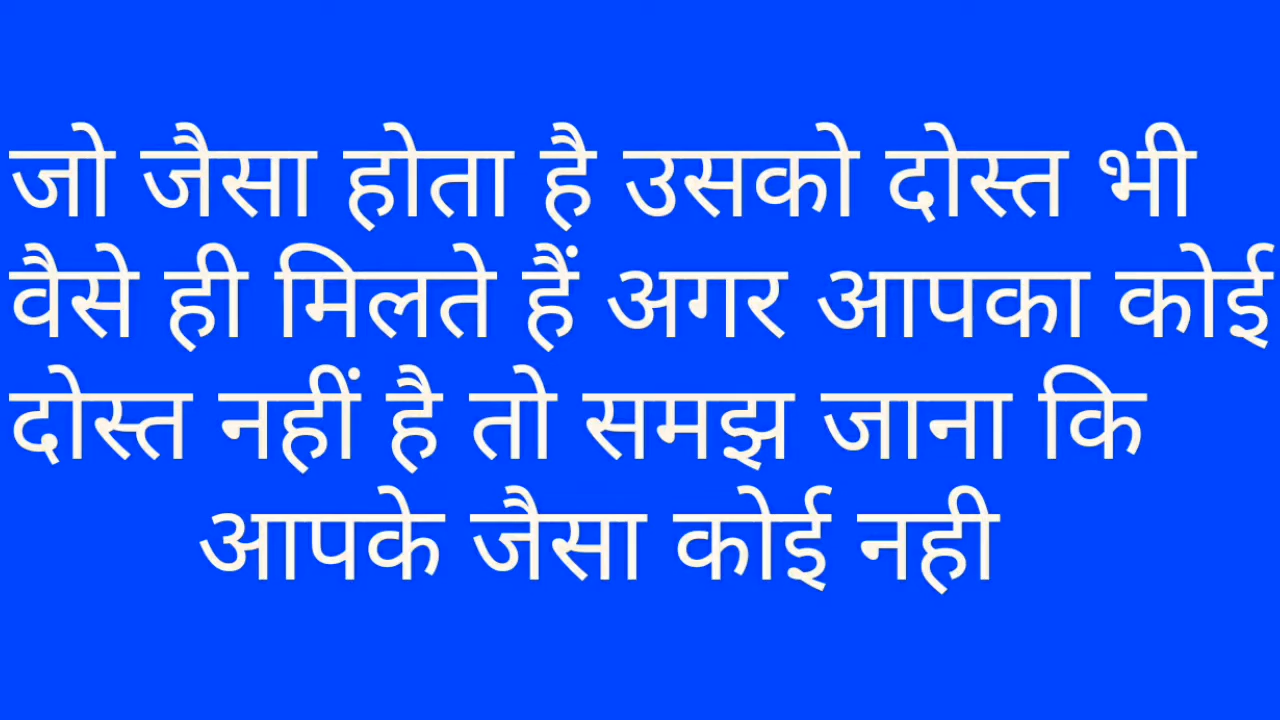 जो जैसा होता है उसको दोस्त भी
वैसे ही मिलते हैं अगर आपका कोई
दोस्त नहीं है तो समझ जाना कि
आपके जैसा कोई नही